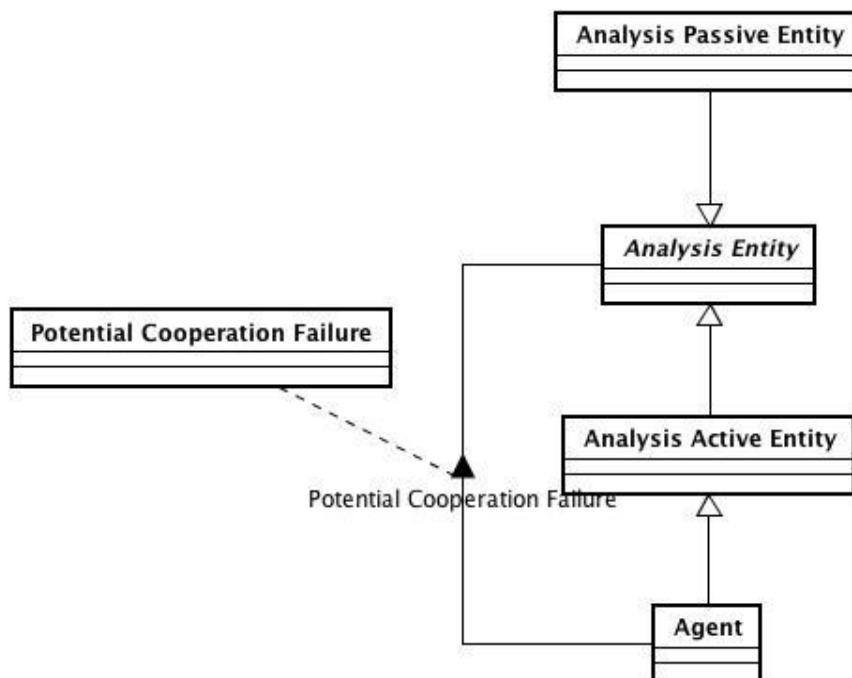 Analysis Passive Entity
Analysis Entity
Potential Cooperation Failure
Analysis Active Entity
Potential Cooperation Failure
Agent